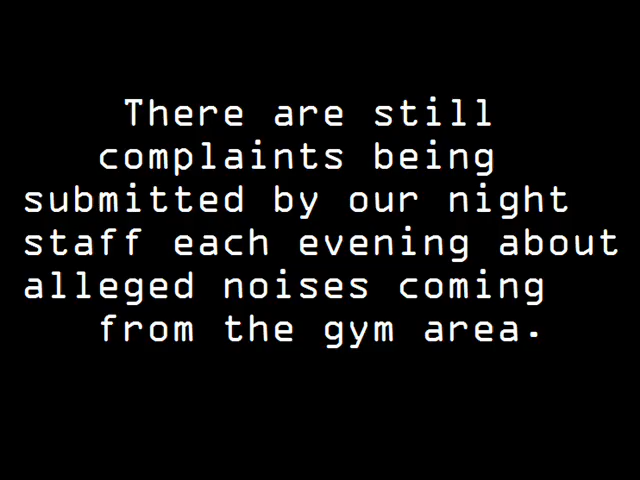 There are still
complaints being
submitted by our night
staff each evening about
alleged noises coming
from the gym area.